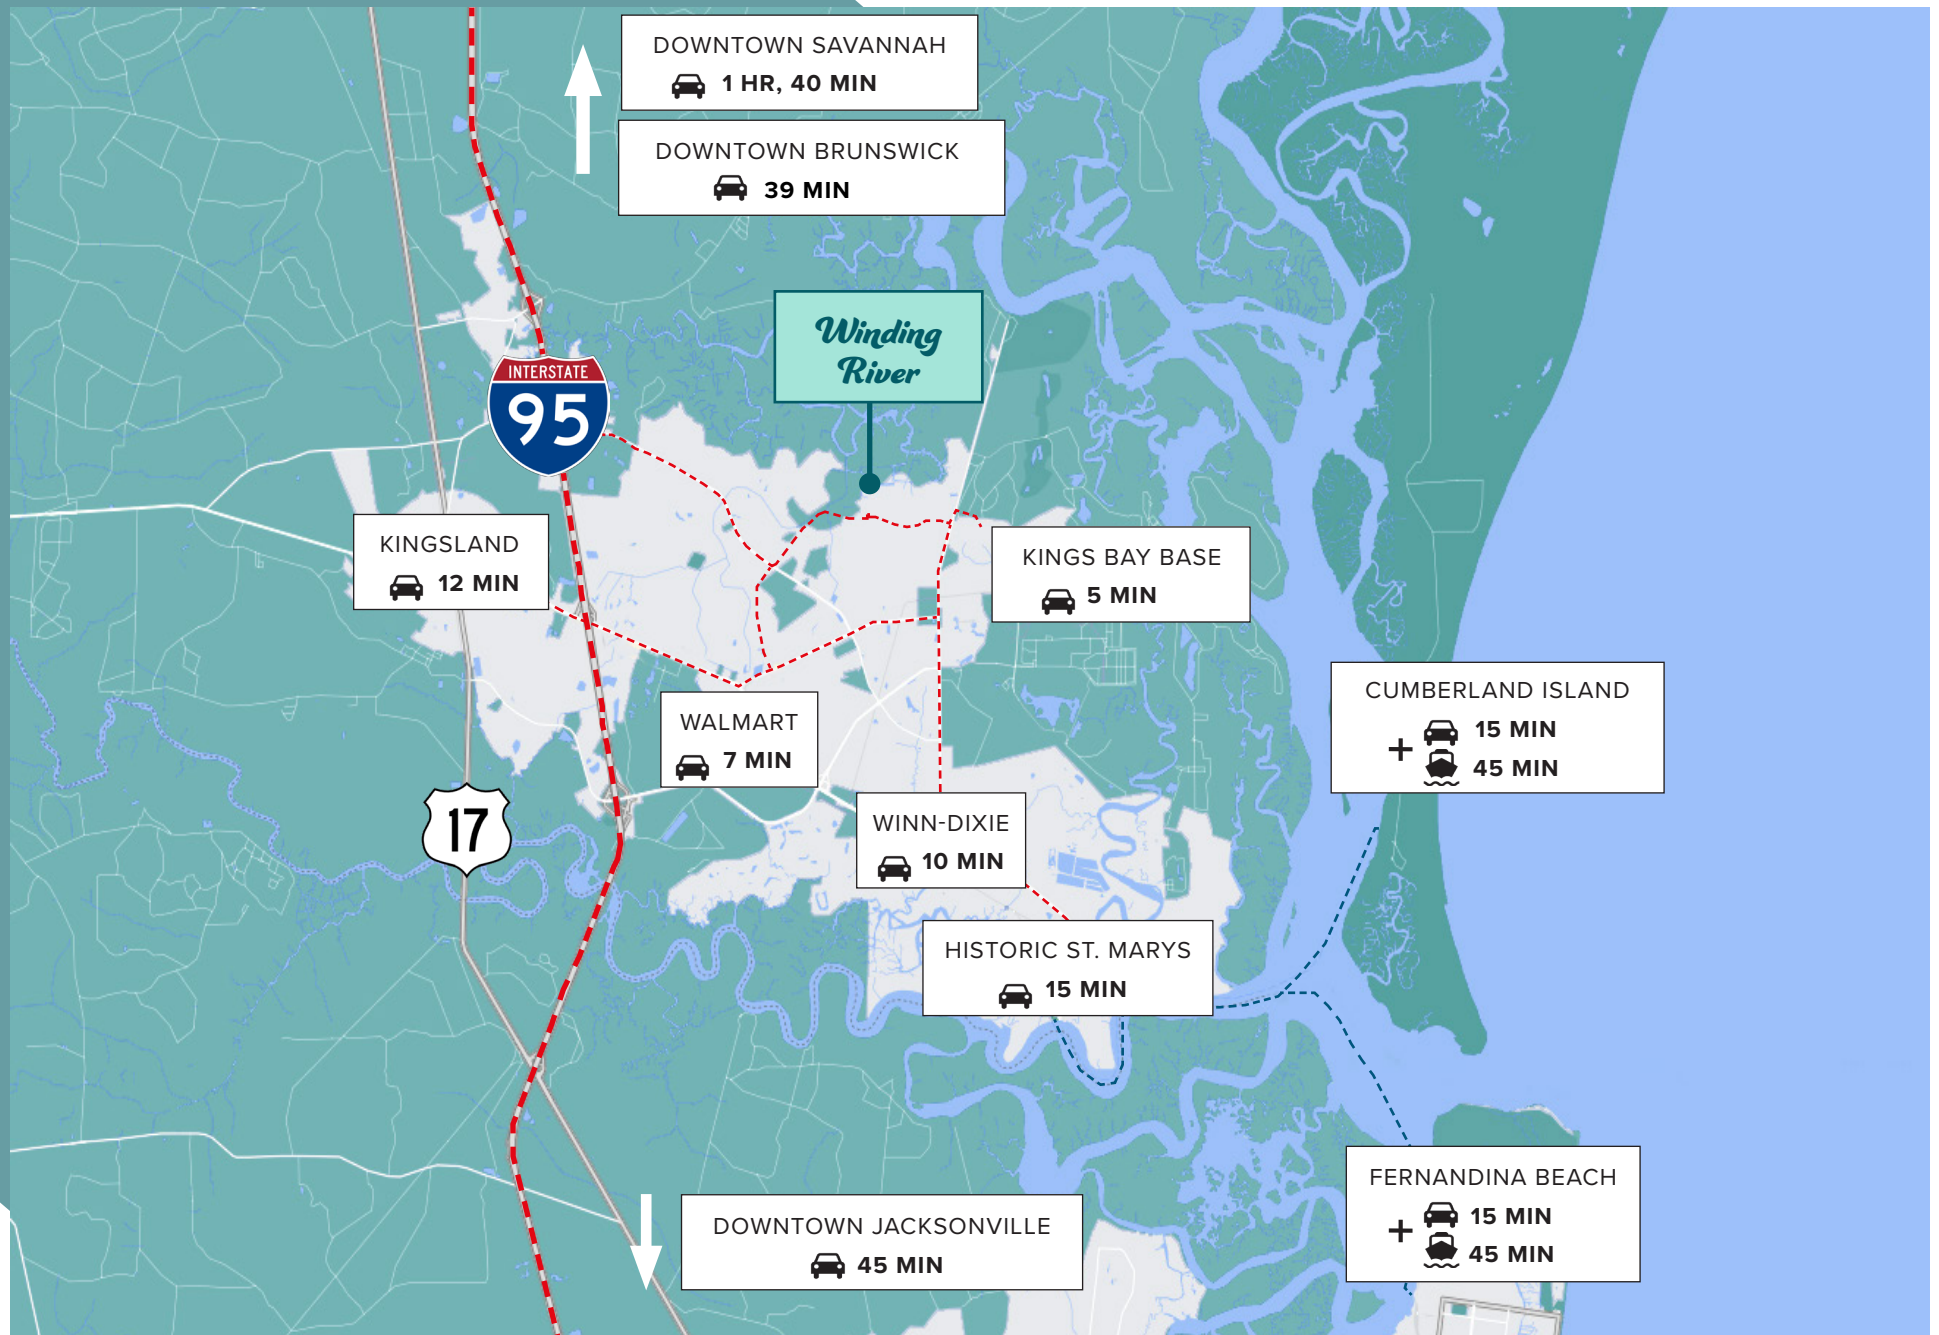 DOWNTOWN SAVANNAH
1 HR, 40 MIN
DOWNTOWN BRUNSWICK
39 MIN
Winding
River
INTERSTATE
95
KINGSLAND
12 MIN
KINGS BAY BASE
5 MIN
CUMBERLAND ISLAND
15 MIN
+
45 MIN
WALMART
7 MIN
17
WINN-DIXIE
10 MIN
HISTORIC ST. MARYS
15 MIN
FERNANDINA BEACH
15 MIN
+
45 MIN
DOWNTOWN JACKSONVILLE
45 MIN